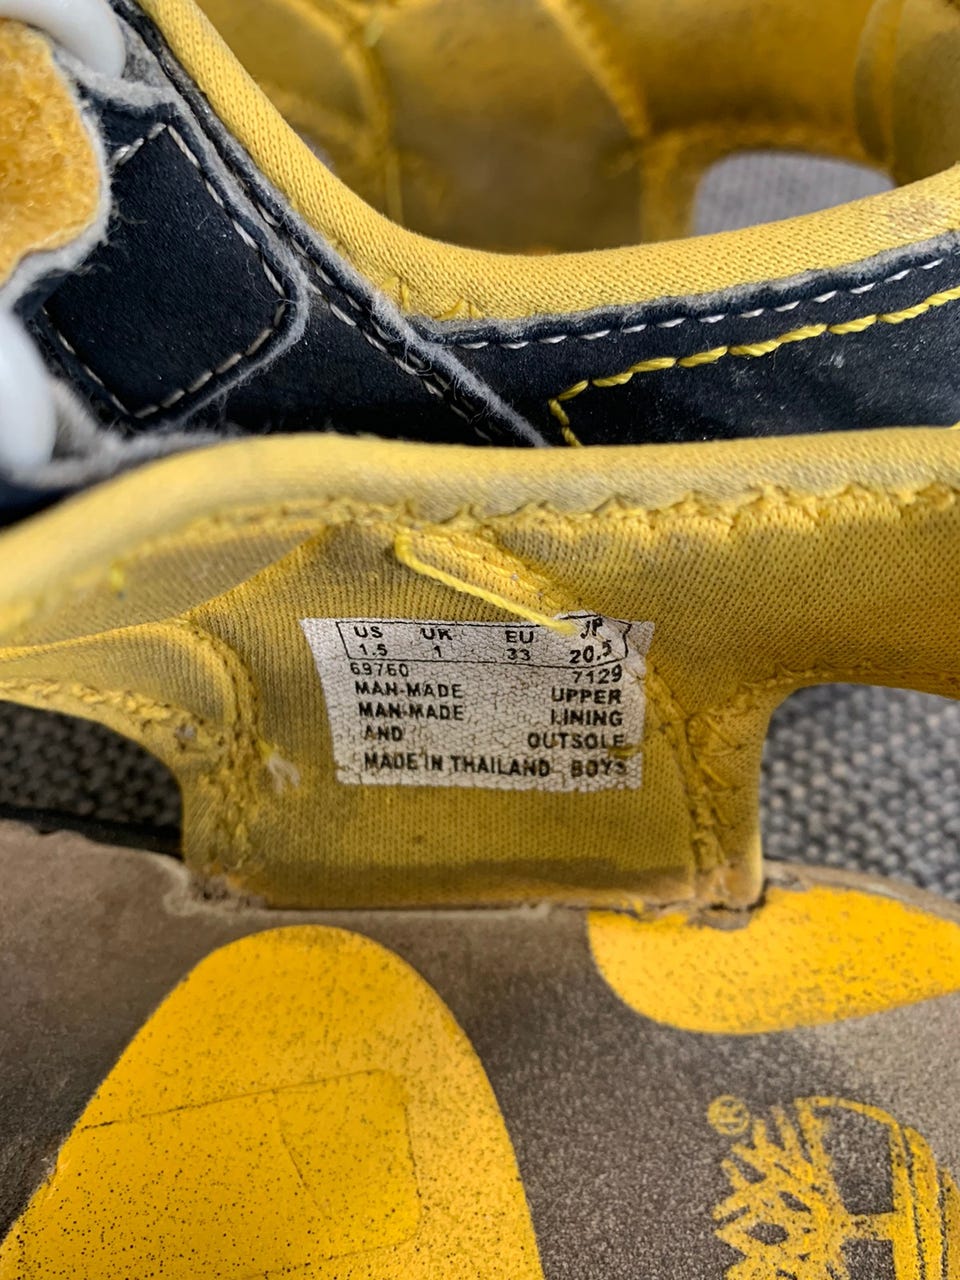 US UK EU JP
1.5 1 33 20.5
69760 7129
MAN-MADE UPPER
MAN-MADE LINING
AND OUTSOLE
MADE IN THAILAND BOYS
®